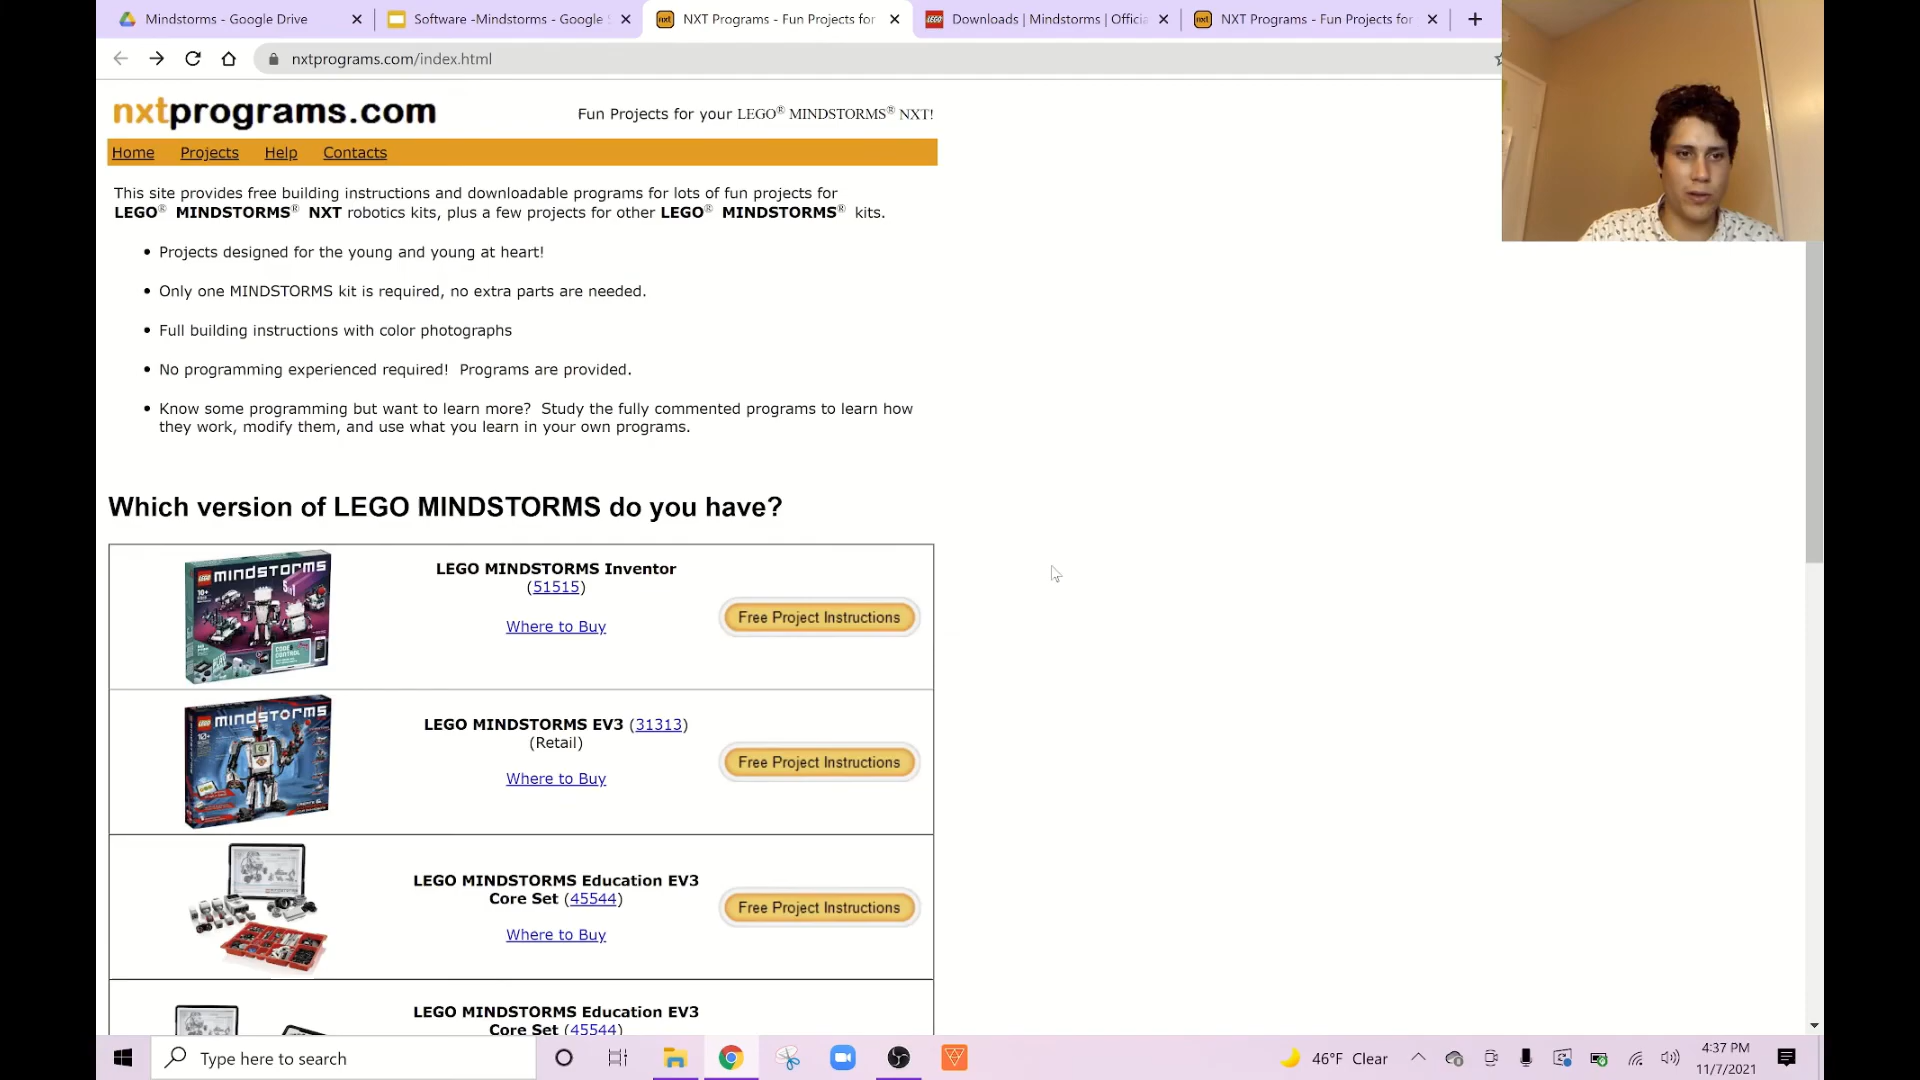 Mindstorms - Google Drive
Software -Mindstorms - Google
NXT Programs - Fun Projects for
Downloads | Mindstorms | Officia
NXT Programs - Fun Projects for
nxtprograms.com/index.html
nxtprograms.com
Fun Projects for your LEGO® MINDSTORMS® NXT!
Home Projects Help Contacts
This site provides free building instructions and downloadable programs for lots of fun projects for
LEGO® MINDSTORMS® NXT robotics kits, plus a few projects for other LEGO® MINDSTORMS® kits.
• Projects designed for the young and young at heart!
• Only one MINDSTORMS kit is required, no extra parts are needed.
• Full building instructions with color photographs
• No programming experienced required! Programs are provided.
• Know some programming but want to learn more? Study the fully commented programs to learn how
they work, modify them, and use what you learn in your own programs.
Which version of LEGO MINDSTORMS do you have?
mindstorms
LEGO MINDSTORMS Inventor
(51515)
Where to Buy
Free Project Instructions
mindstorms
LEGO MINDSTORMS EV3 (31313)
(Retail)
Where to Buy
Free Project Instructions
LEGO MINDSTORMS Education EV3
Core Set (45544)
Where to Buy
Free Project Instructions
LEGO MINDSTORMS Education EV3
Core Set (45544)
Type here to search
46°F Clear
4:37 PM
11/7/2021